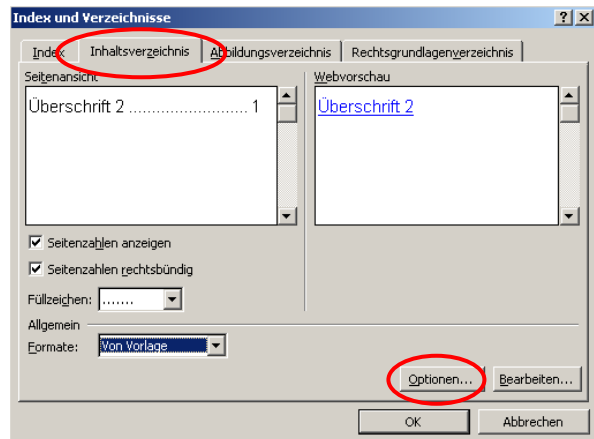 Index und Verzeichnisse
Index Inhaltsverzeichnis Abbildungsverzeichnis Rechtsgrundlagenverzeichnis
Seitenansicht
Überschrift 2 .......................... 1
Webvorschau
Überschrift 2
Seitenzahlen anzeigen
Seitenzahlen rechtsbündig
Füllzeichen: .......
Allgemein
Formate: Von Vorlage
Optionen... Bearbeiten...
OK Abbrechen